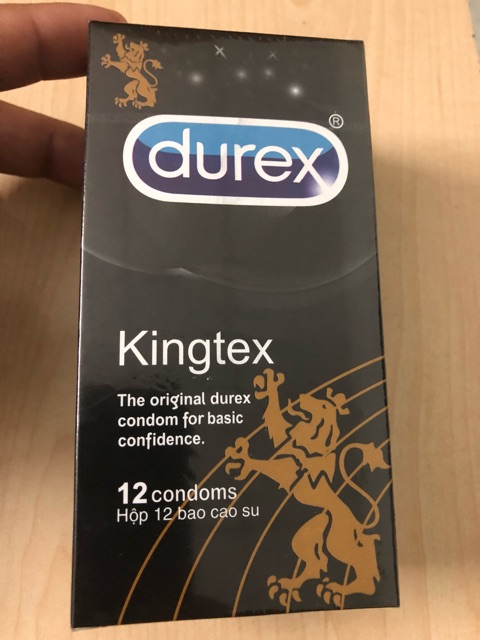 durex®
Kingtex
The original durex
condom for basic
confidence.
12 condoms
Hộp 12 bao cao su